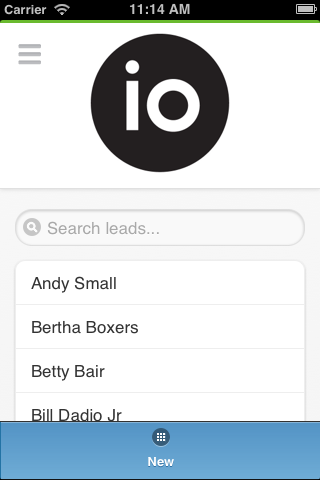 Carrier 11:14 AM
io
Search leads...
Andy Small
Bertha Boxers
Betty Bair
Bill Dadio Jr
New